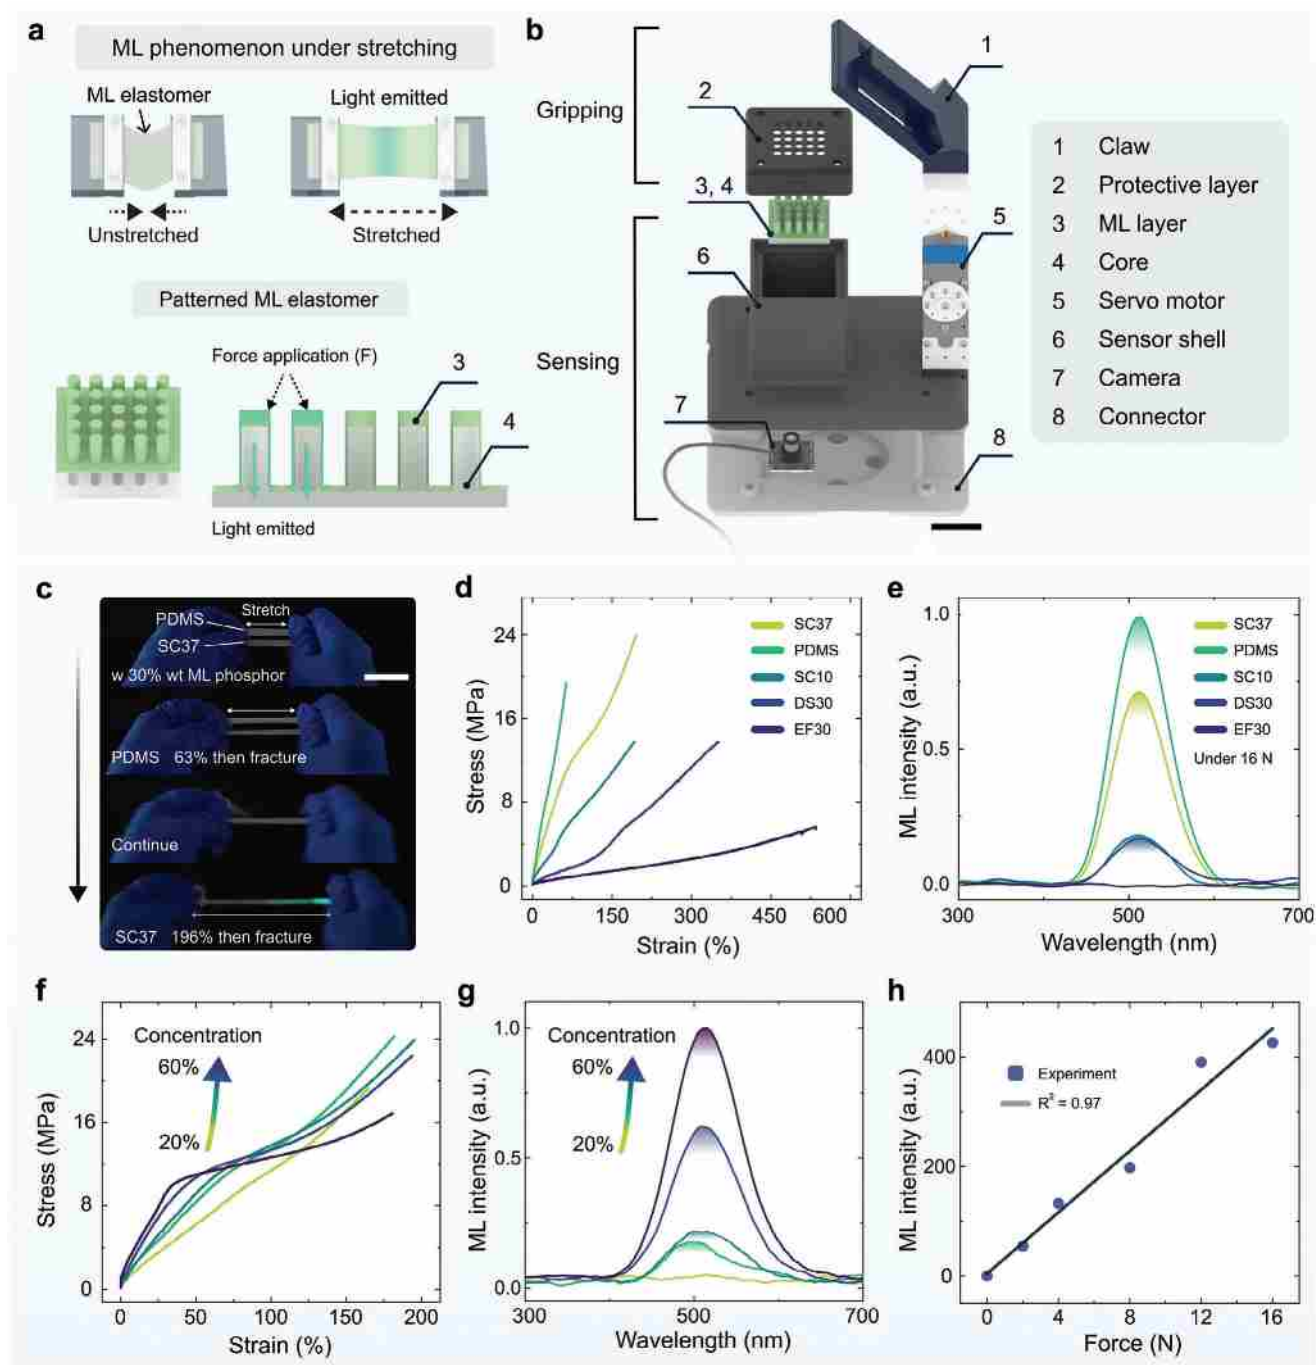 a
ML phenomenon under stretching
ML elastomer
Light emitted
Unstretched
Stretched
Patterned ML elastomer
Force application (F)
3
4
Light emitted
b
Gripping
Sensing
1
2
3, 4
5
6
7
8
1 Claw
2 Protective layer
3 ML layer
4 Core
5 Servo motor
6 Sensor shell
7 Camera
8 Connector
c
PDMS
Stretch
SC37
w 30% wt ML phosphor
PDMS 63% then fracture
Continue
SC37 196% then fracture
d
Stress (MPa)
24
16
8
0
0 150 300 450 600
Strain (%)
SC37
PDMS
SC10
DS30
EF30
e
ML intensity (a.u.)
1.0
0.5
0.0
300 500 700
Wavelength (nm)
SC37
PDMS
SC10
DS30
EF30
Under 16 N
f
Concentration
60%
20%
Stress (MPa)
24
16
8
0
0 50 100 150 200
Strain (%)
g
Concentration
60%
20%
ML intensity (a.u.)
1.0
0.5
0.0
300 500 700
Wavelength (nm)
h
ML intensity (a.u.)
400
200
0
Experiment
R² = 0.97
0 4 8 12 16
Force (N)